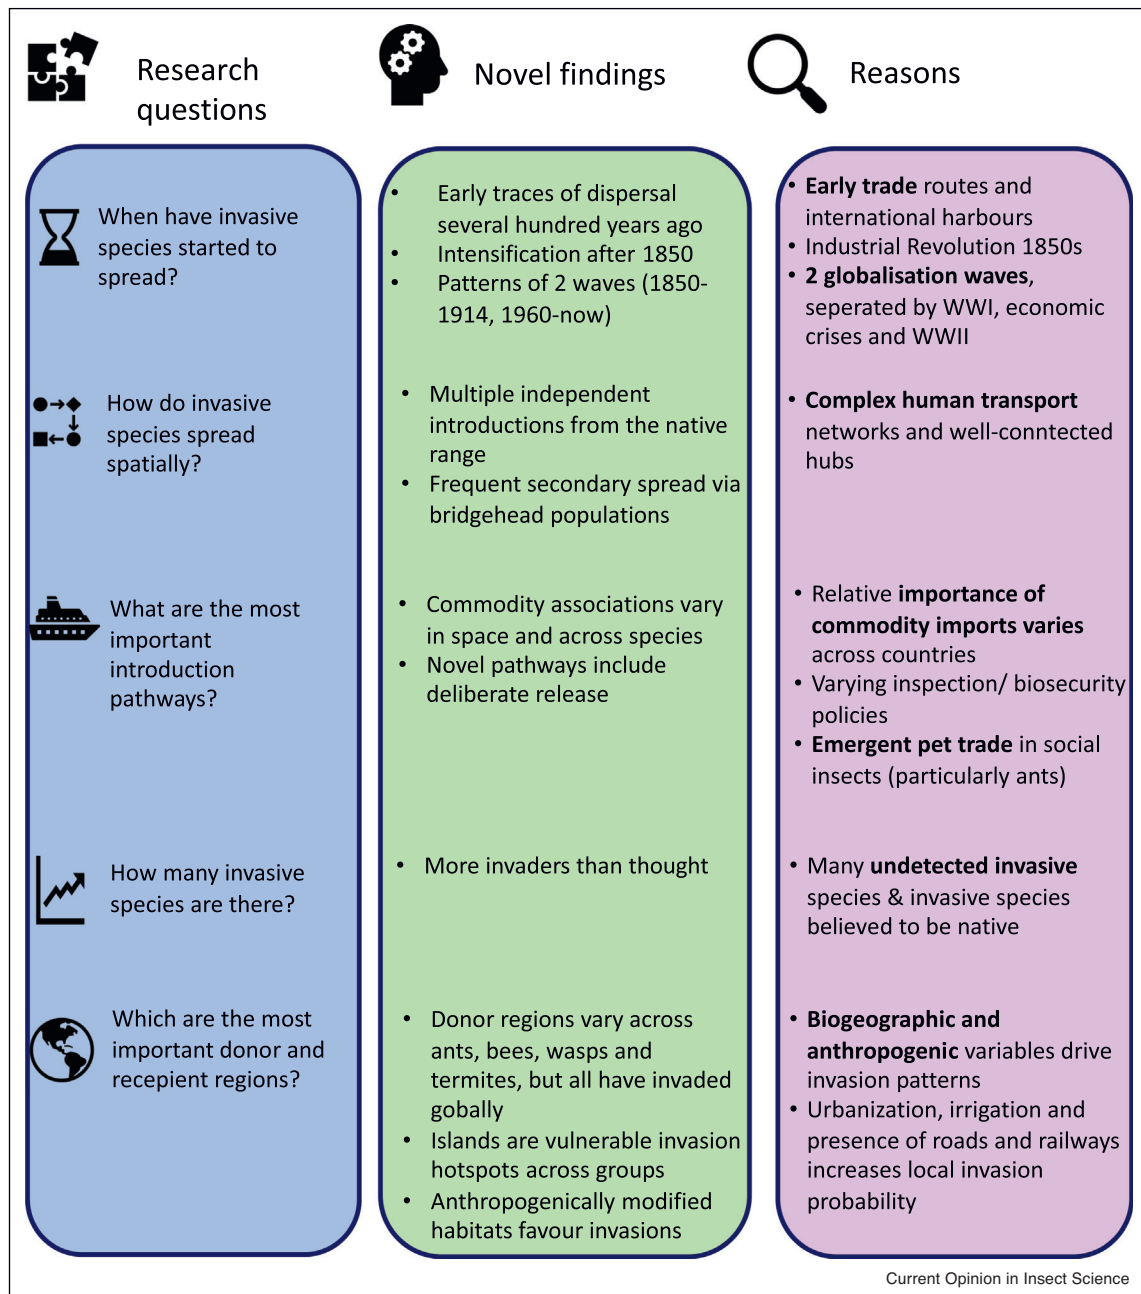 Research
questions
Novel findings
Reasons
When have invasive
species started to
spread?
• Early traces of dispersal
several hundred years ago
• Intensification after 1850
• Patterns of 2 waves (1850-
1914, 1960-now)
• Early trade routes and
international harbours
• Industrial Revolution 1850s
• 2 globalisation waves,
seperated by WWI, economic
crises and WWII
How do invasive
species spread
spatially?
• Multiple independent
introductions from the native
range
• Frequent secondary spread via
bridgehead populations
• Complex human transport
networks and well-conntected
hubs
What are the most
important
introduction
pathways?
• Commodity associations vary
in space and across species
• Novel pathways include
deliberate release
• Relative importance of
commodity imports varies
across countries
• Varying inspection/ biosecurity
policies
• Emergent pet trade in social
insects (particularly ants)
How many invasive
species are there?
• More invaders than thought
• Many undetected invasive
species & invasive species
believed to be native
Which are the most
important donor and
recepient regions?
• Donor regions vary across
ants, bees, wasps and
termites, but all have invaded
gobally
• Islands are vulnerable invasion
hotspots across groups
• Anthropogenically modified
habitats favour invasions
• Biogeographic and
anthropogenic variables drive
invasion patterns
• Urbanization, irrigation and
presence of roads and railways
increases local invasion
probability
Current Opinion in Insect Science